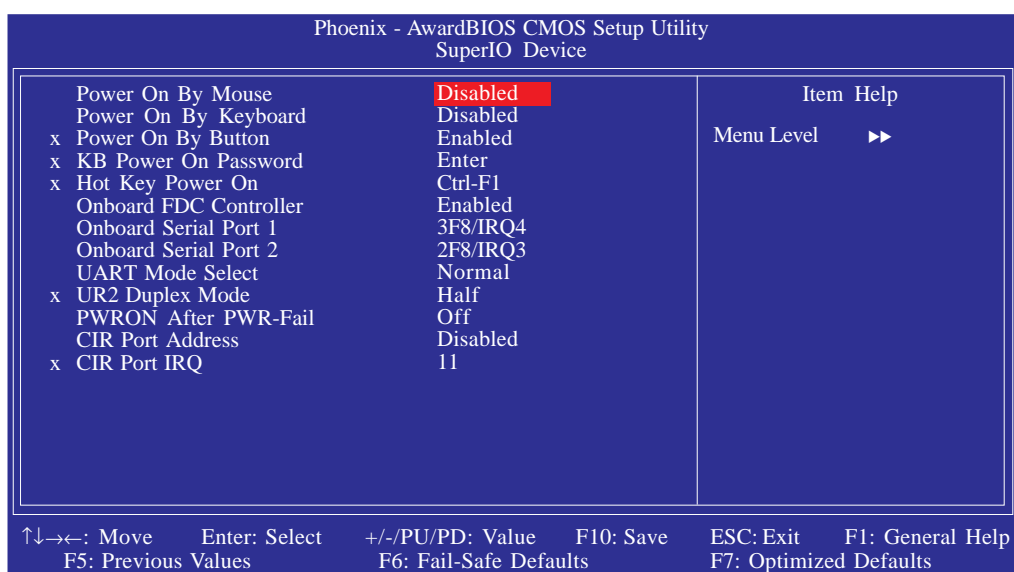 Phoenix - AwardBIOS CMOS Setup Utility
SuperIO Device
Power On By Mouse Disabled
Power On By Keyboard Disabled
x Power On By Button Enabled
x KB Power On Password Enter
x Hot Key Power On Ctrl-F1
Onboard FDC Controller Enabled
Onboard Serial Port 1 3F8/IRQ4
Onboard Serial Port 2 2F8/IRQ3
UART Mode Select Normal
x UR2 Duplex Mode Half
PWRON After PWR-Fail Off
CIR Port Address Disabled
x CIR Port IRQ 11
Item Help
Menu Level ▸▸
↑↓→←: Move Enter: Select +/-/PU/PD: Value F10: Save ESC: Exit F1: General Help
F5: Previous Values F6: Fail-Safe Defaults F7: Optimized Defaults